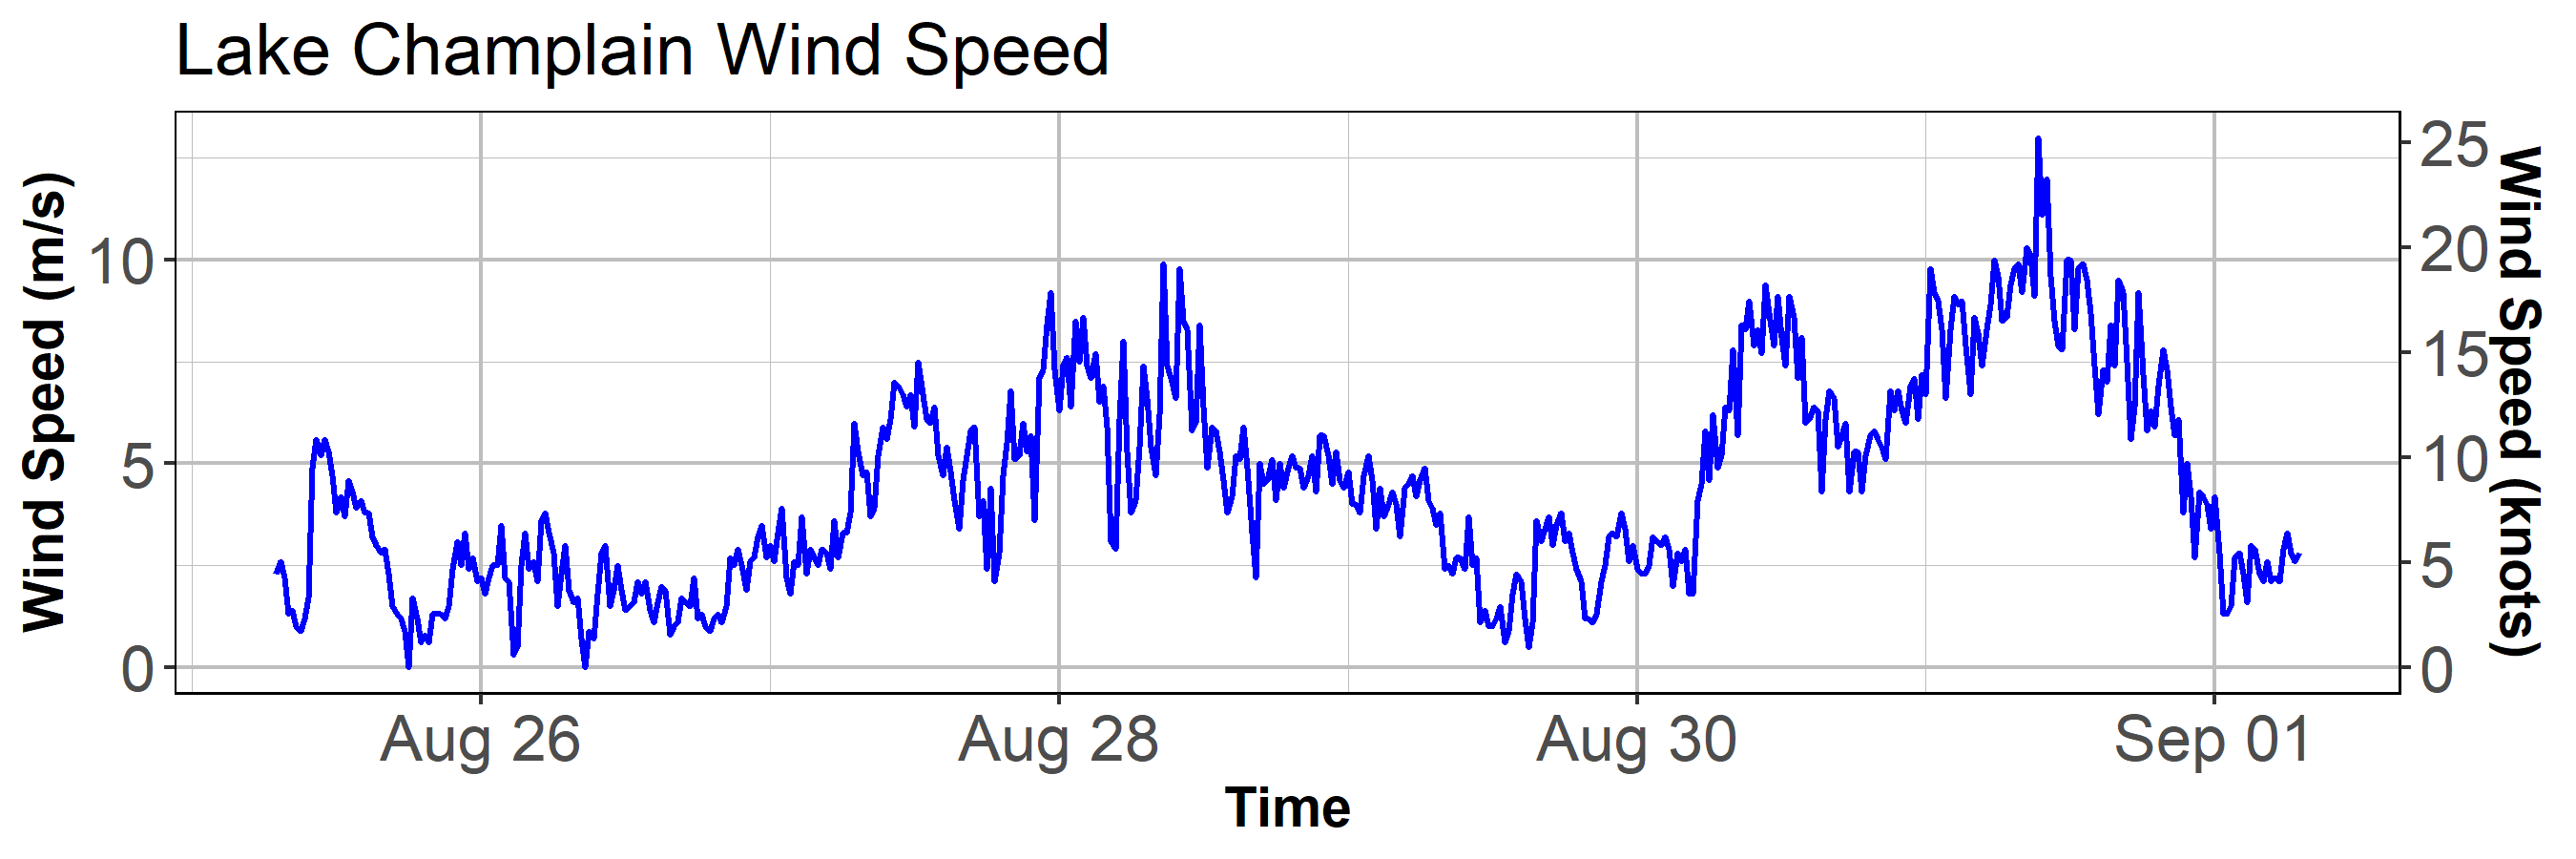 Lake Champlain Wind Speed
Wind Speed (m/s)
10
5
0
25
20
15
10
5
0
Wind Speed (knots)
Aug 26
Aug 28
Aug 30
Sep 01
Time